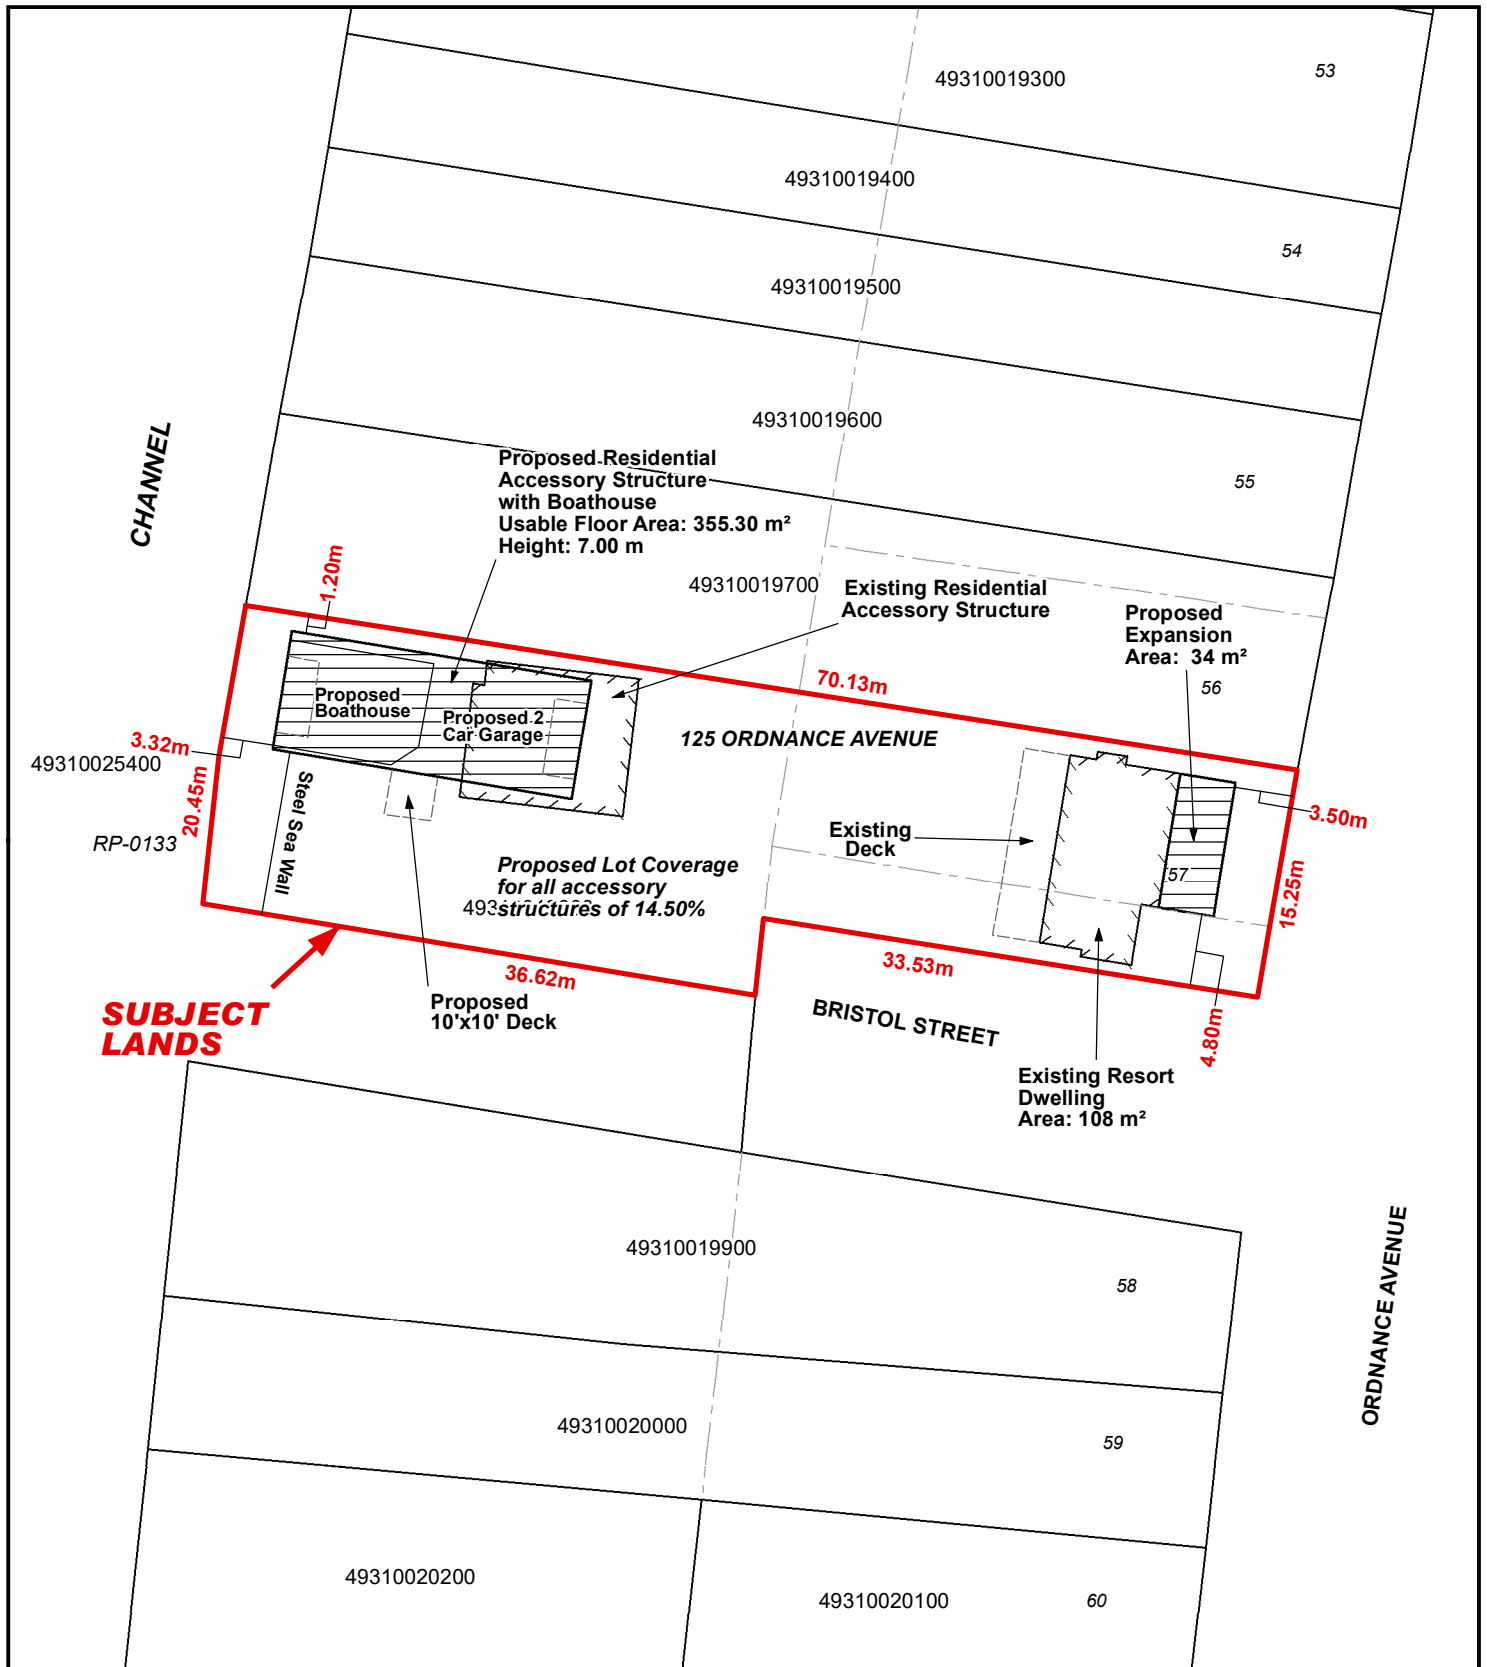 49310019300
53
49310019400
54
49310019500
49310019600
CHANNEL
Proposed Residential
Accessory Structure
with Boathouse
Usable Floor Area: 355.30 m²
Height: 7.00 m
55
1.20m
49310019700
Existing Residential
Accessory Structure
Proposed
Expansion
Area: 34 m²
56
70.13m
Proposed
Boathouse
Proposed 2
Car Garage
125 ORDNANCE AVENUE
3.32m
49310025400
20.45m
RP-0133
Steel Sea Wall
Existing
Deck
3.50m
57
15.25m
Proposed Lot Coverage
for all accessory
structures of 14.50%
33.53m
36.62m
SUBJECT
LANDS
Proposed
10'x10' Deck
BRISTOL STREET
4.80m
Existing Resort
Dwelling
Area: 108 m²
49310019900
58
ORDNANCE AVENUE
49310020000
59
49310020200
49310020100
60